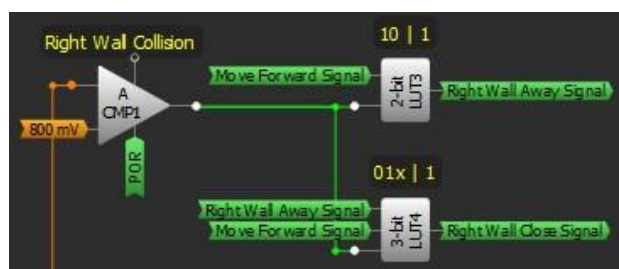 Right Wall Collision
A
CMP1
800 mV
POR
10 | 1
Move Forward Signal
2-bit
LUT3
Right Wall Away Signal
01x | 1
Right Wall Away Signal
Move Forward Signal
3-bit
LUT4
Right Wall Close Signal